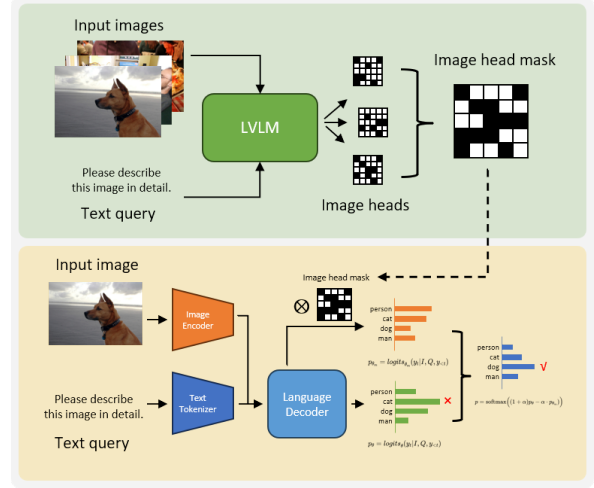 Input images
Image head mask
LVLM
Please describe
this image in detail.
Text query
Image heads
Input image
Image head mask
Image
Encoder
⊗
person
cat
dog
man
person
cat
dog
man
√
Text
Tokenizer
Language
Decoder
person
cat
dog
man
×
Please describe
this image in detail.
Text query